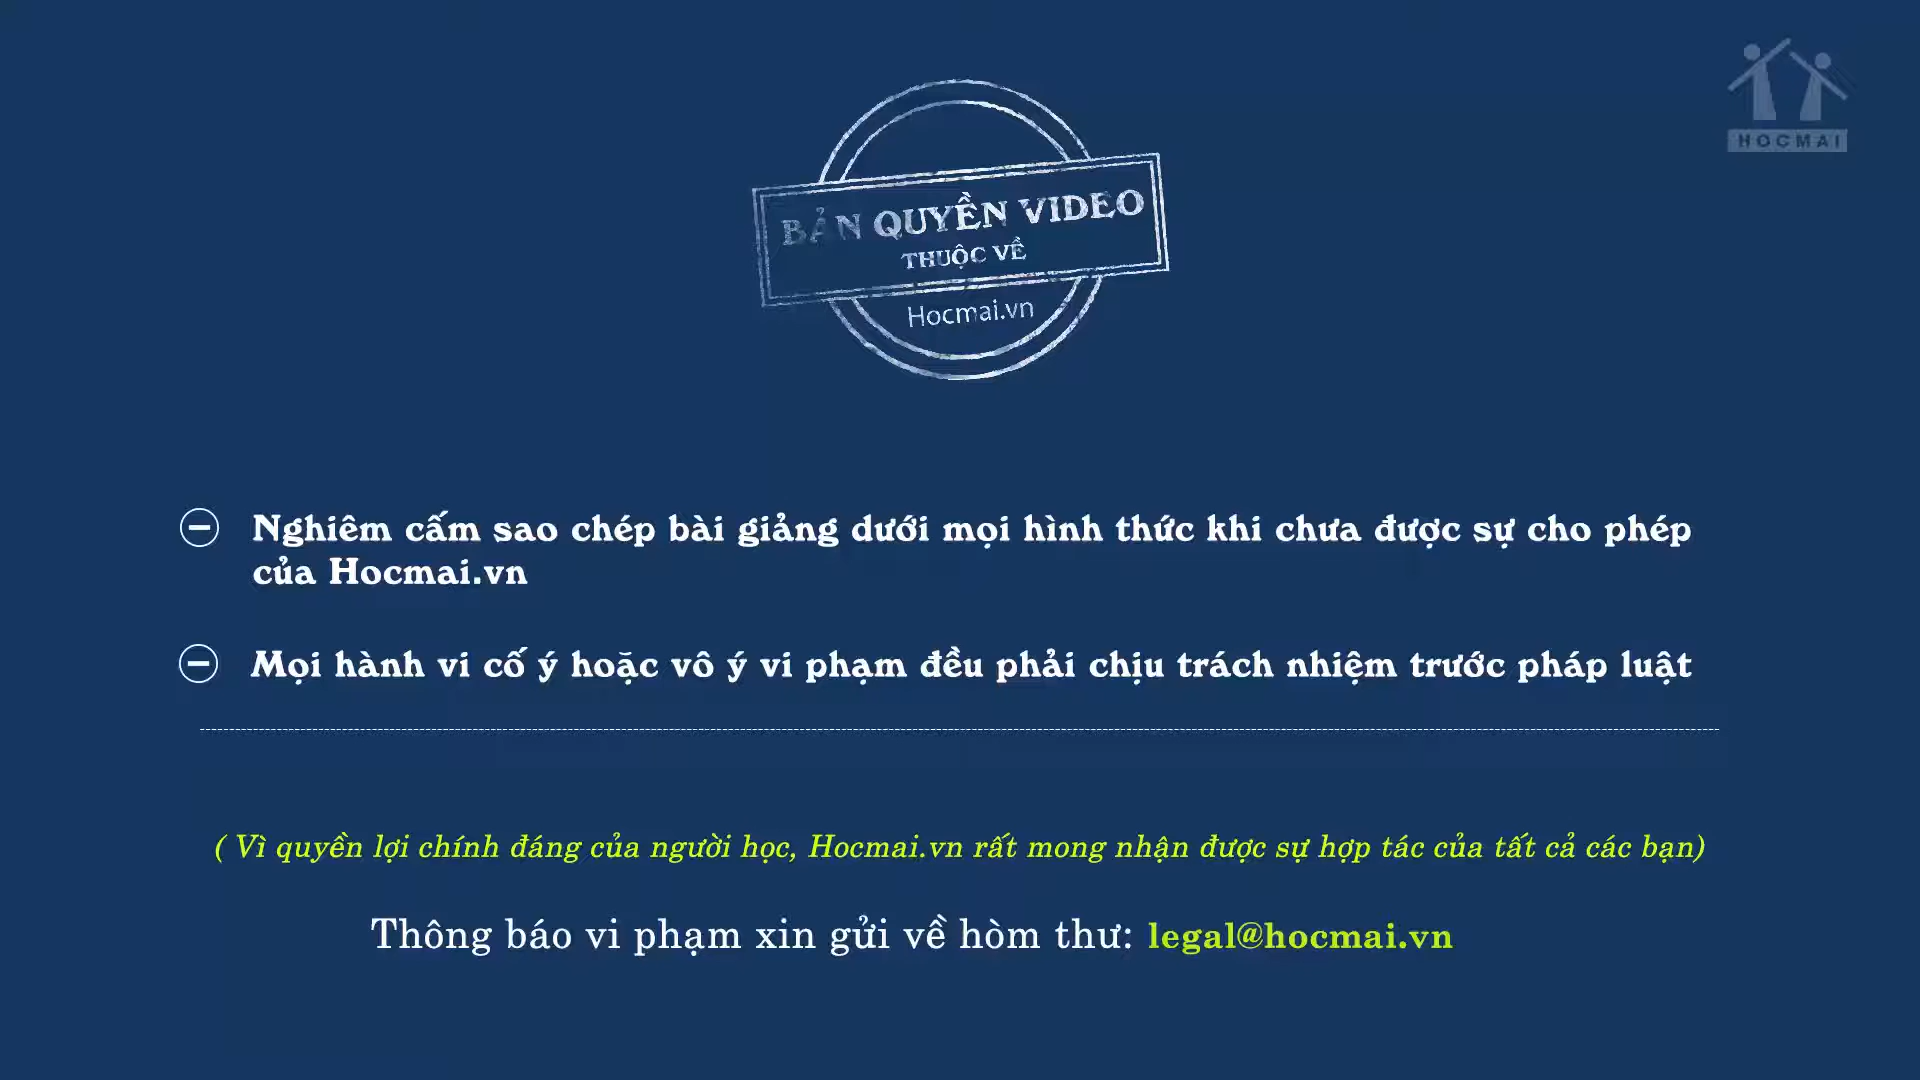 HOCMAI
BẢN QUYỀN VIDEO
THUỘC VỀ
Hocmai.vn
Nghiêm cấm sao chép bài giảng dưới mọi hình thức khi chưa được sự cho phép
của Hocmai.vn
Mọi hành vi cố ý hoặc vô ý vi phạm đều phải chịu trách nhiệm trước pháp luật
( Vì quyền lợi chính đáng của người học, Hocmai.vn rất mong nhận được sự hợp tác của tất cả các bạn)
Thông báo vi phạm xin gửi về hòm thư: legal@hocmai.vn